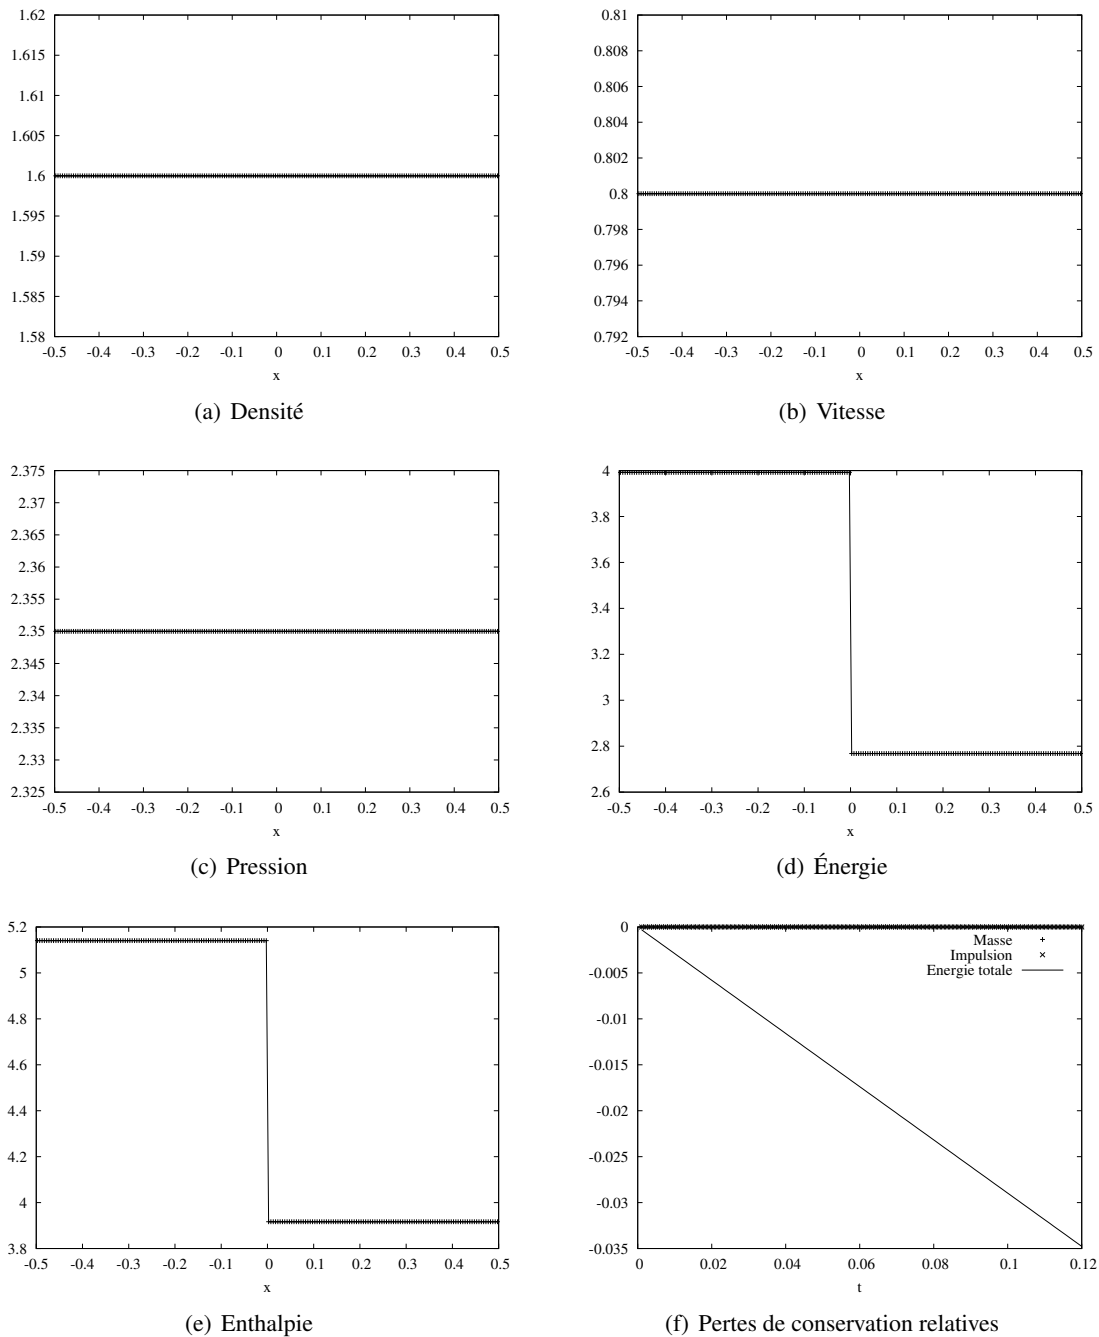 1.62
1.615
1.61
1.605
1.6
1.595
1.59
1.585
1.58
-0.5 -0.4 -0.3 -0.2 -0.1 0 0.1 0.2 0.3 0.4 0.5
x
(a) Densité
0.81
0.808
0.806
0.804
0.802
0.8
0.798
0.796
0.794
0.792
-0.5 -0.4 -0.3 -0.2 -0.1 0 0.1 0.2 0.3 0.4 0.5
x
(b) Vitesse
2.375
2.37
2.365
2.36
2.355
2.35
2.345
2.34
2.335
2.33
2.325
-0.5 -0.4 -0.3 -0.2 -0.1 0 0.1 0.2 0.3 0.4 0.5
x
(c) Pression
4
3.8
3.6
3.4
3.2
3
2.8
2.6
-0.5 -0.4 -0.3 -0.2 -0.1 0 0.1 0.2 0.3 0.4 0.5
x
(d) Énergie
5.2
5
4.8
4.6
4.4
4.2
4
3.8
-0.5 -0.4 -0.3 -0.2 -0.1 0 0.1 0.2 0.3 0.4 0.5
x
(e) Enthalpie
0
-0.005
-0.01
-0.015
-0.02
-0.025
-0.03
-0.035
Masse
Impulsion
Energie totale
0 0.02 0.04 0.06 0.08 0.1 0.12
t
(f) Pertes de conservation relatives